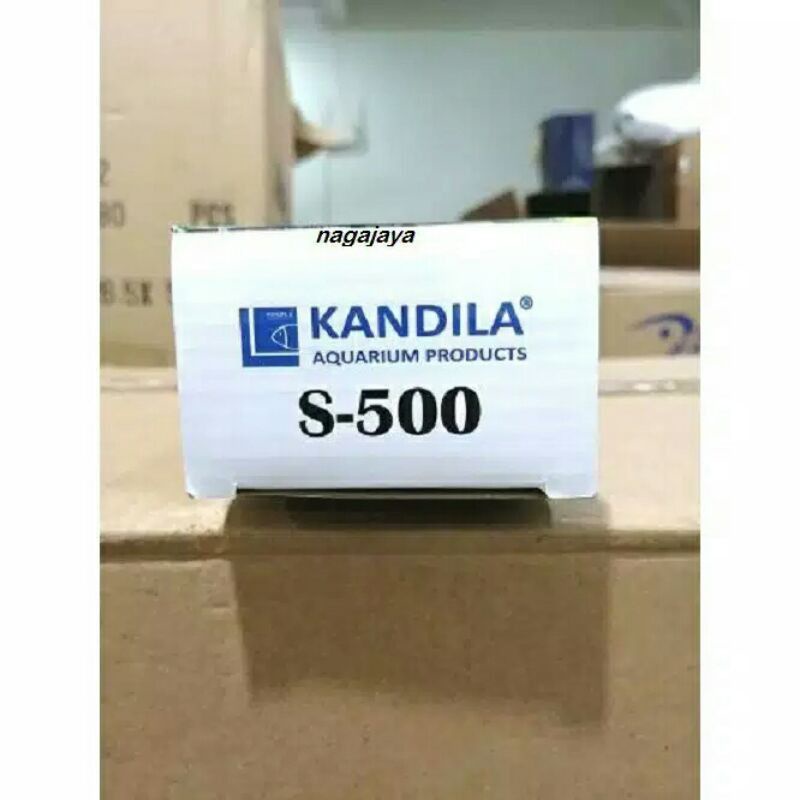 PCS
nagajaya
KANDILA®
AQUARIUM PRODUCTS
S-500